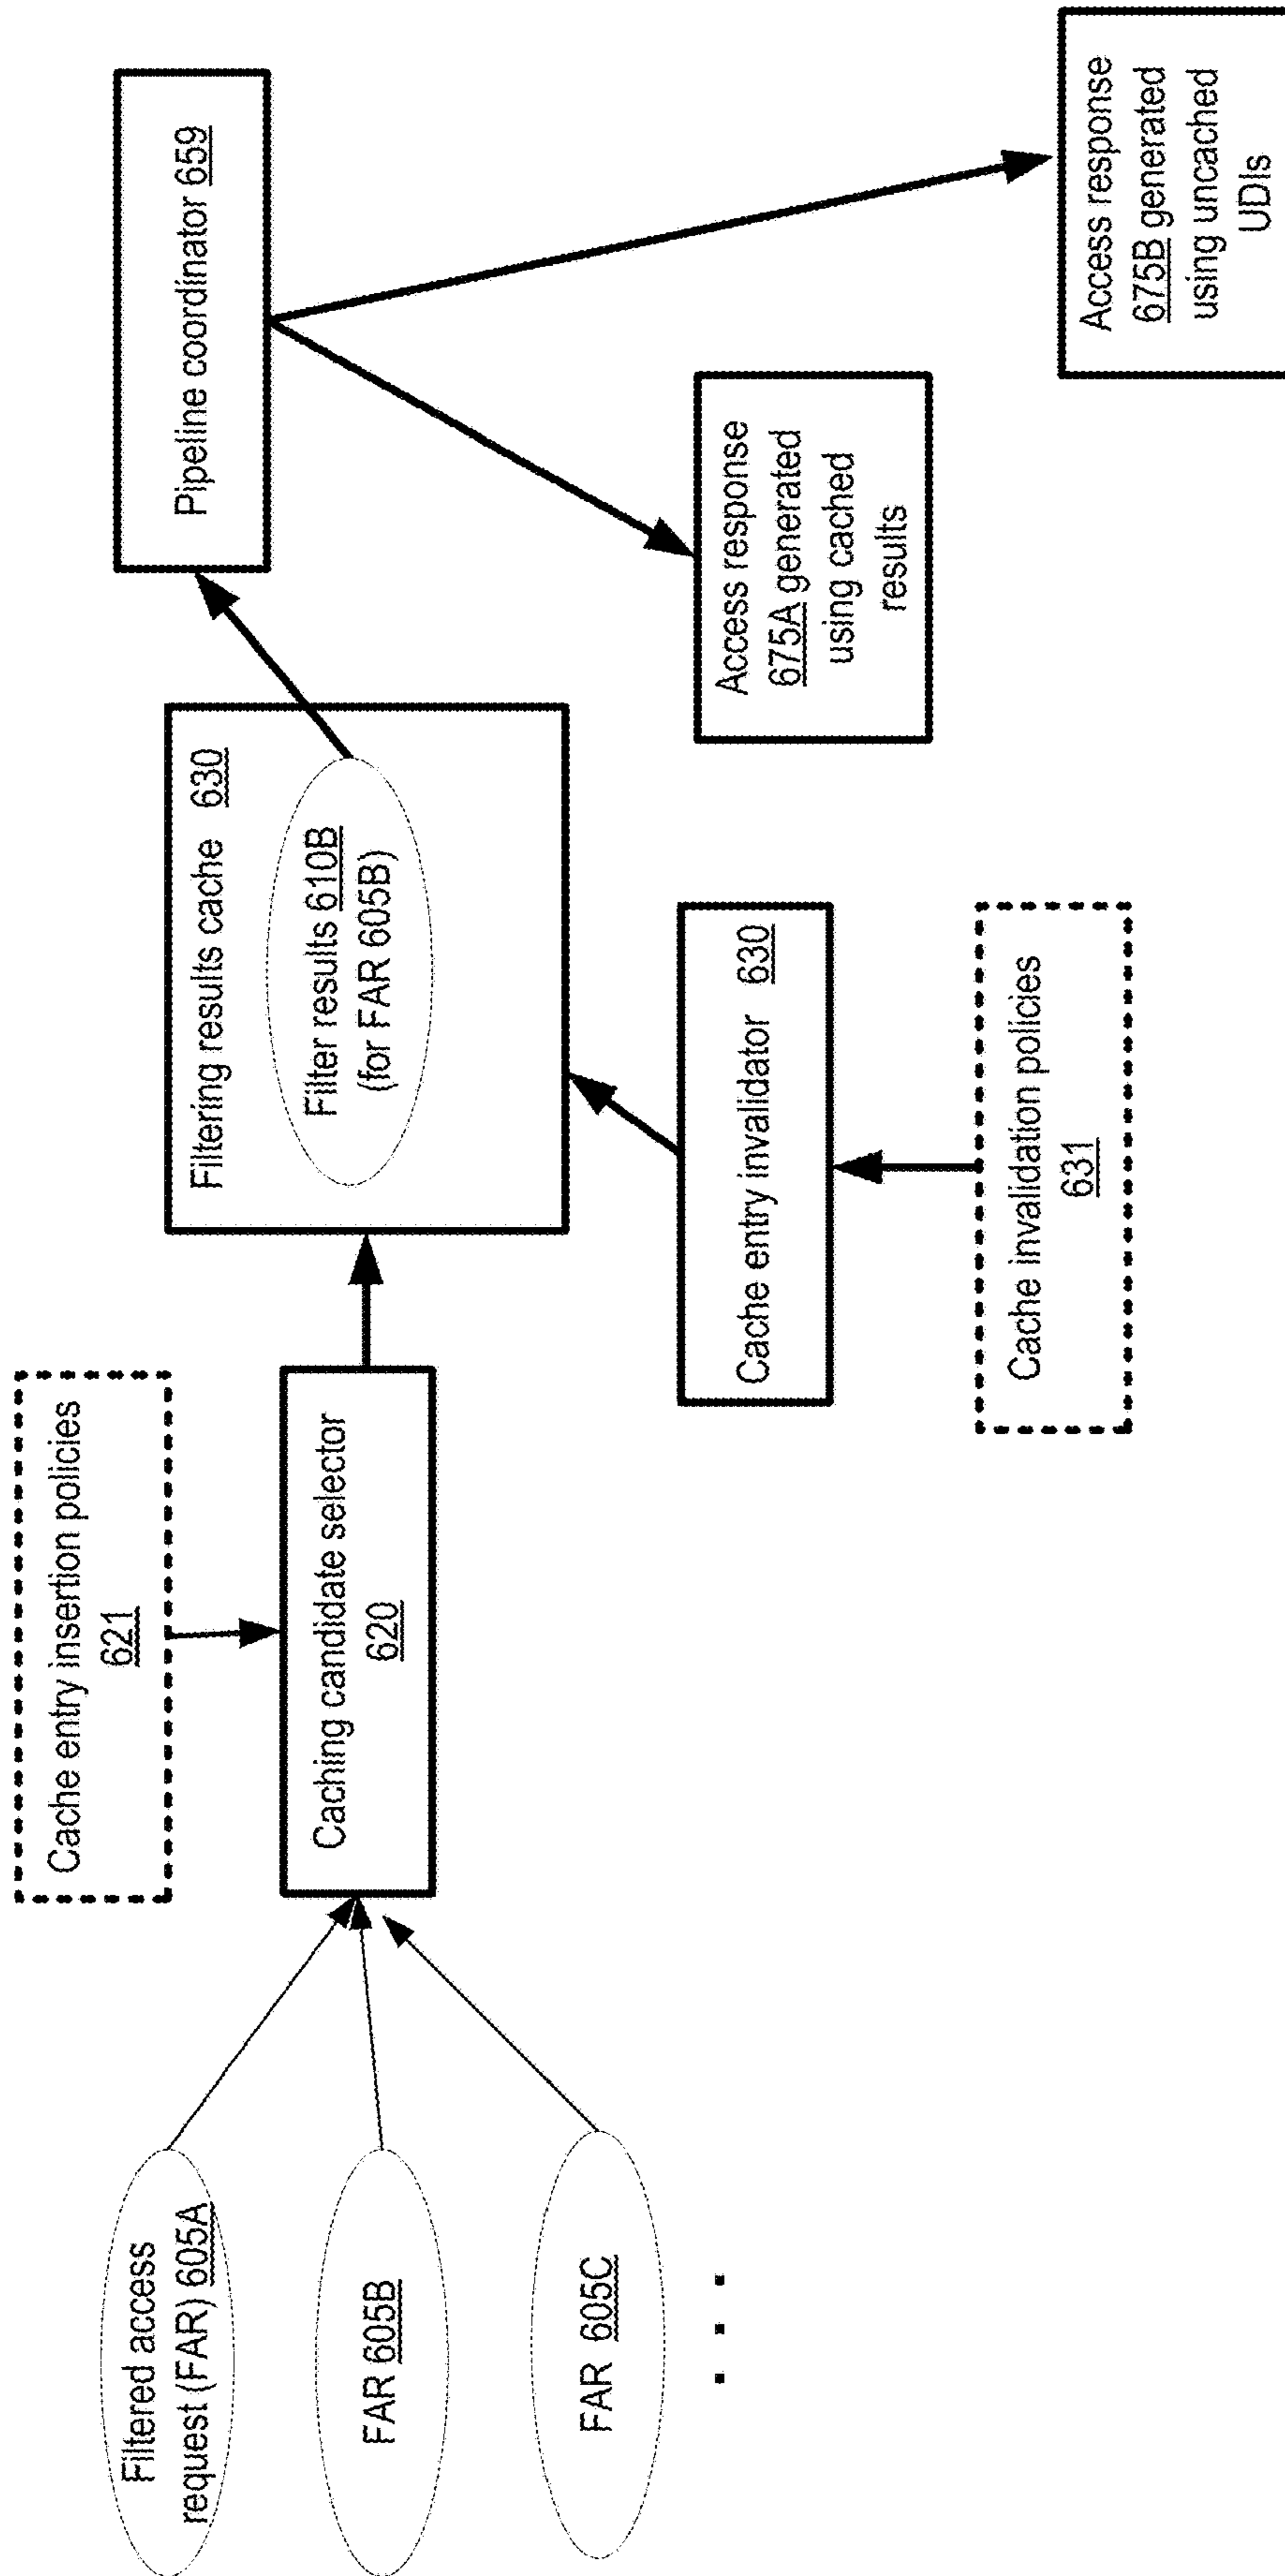 Filtered access
request (FAR) 605A
FAR 605B
FAR 605C
. . .
Cache entry insertion policies
621
Caching candidate selector
620
Filtering results cache 630
Filter results 610B
(for FAR 605B)
Cache entry invalidator 630
Cache invalidation policies
631
Pipeline coordinator 659
Access response
675A generated
using cached
results
Access response
675B generated
using uncached
UDIs